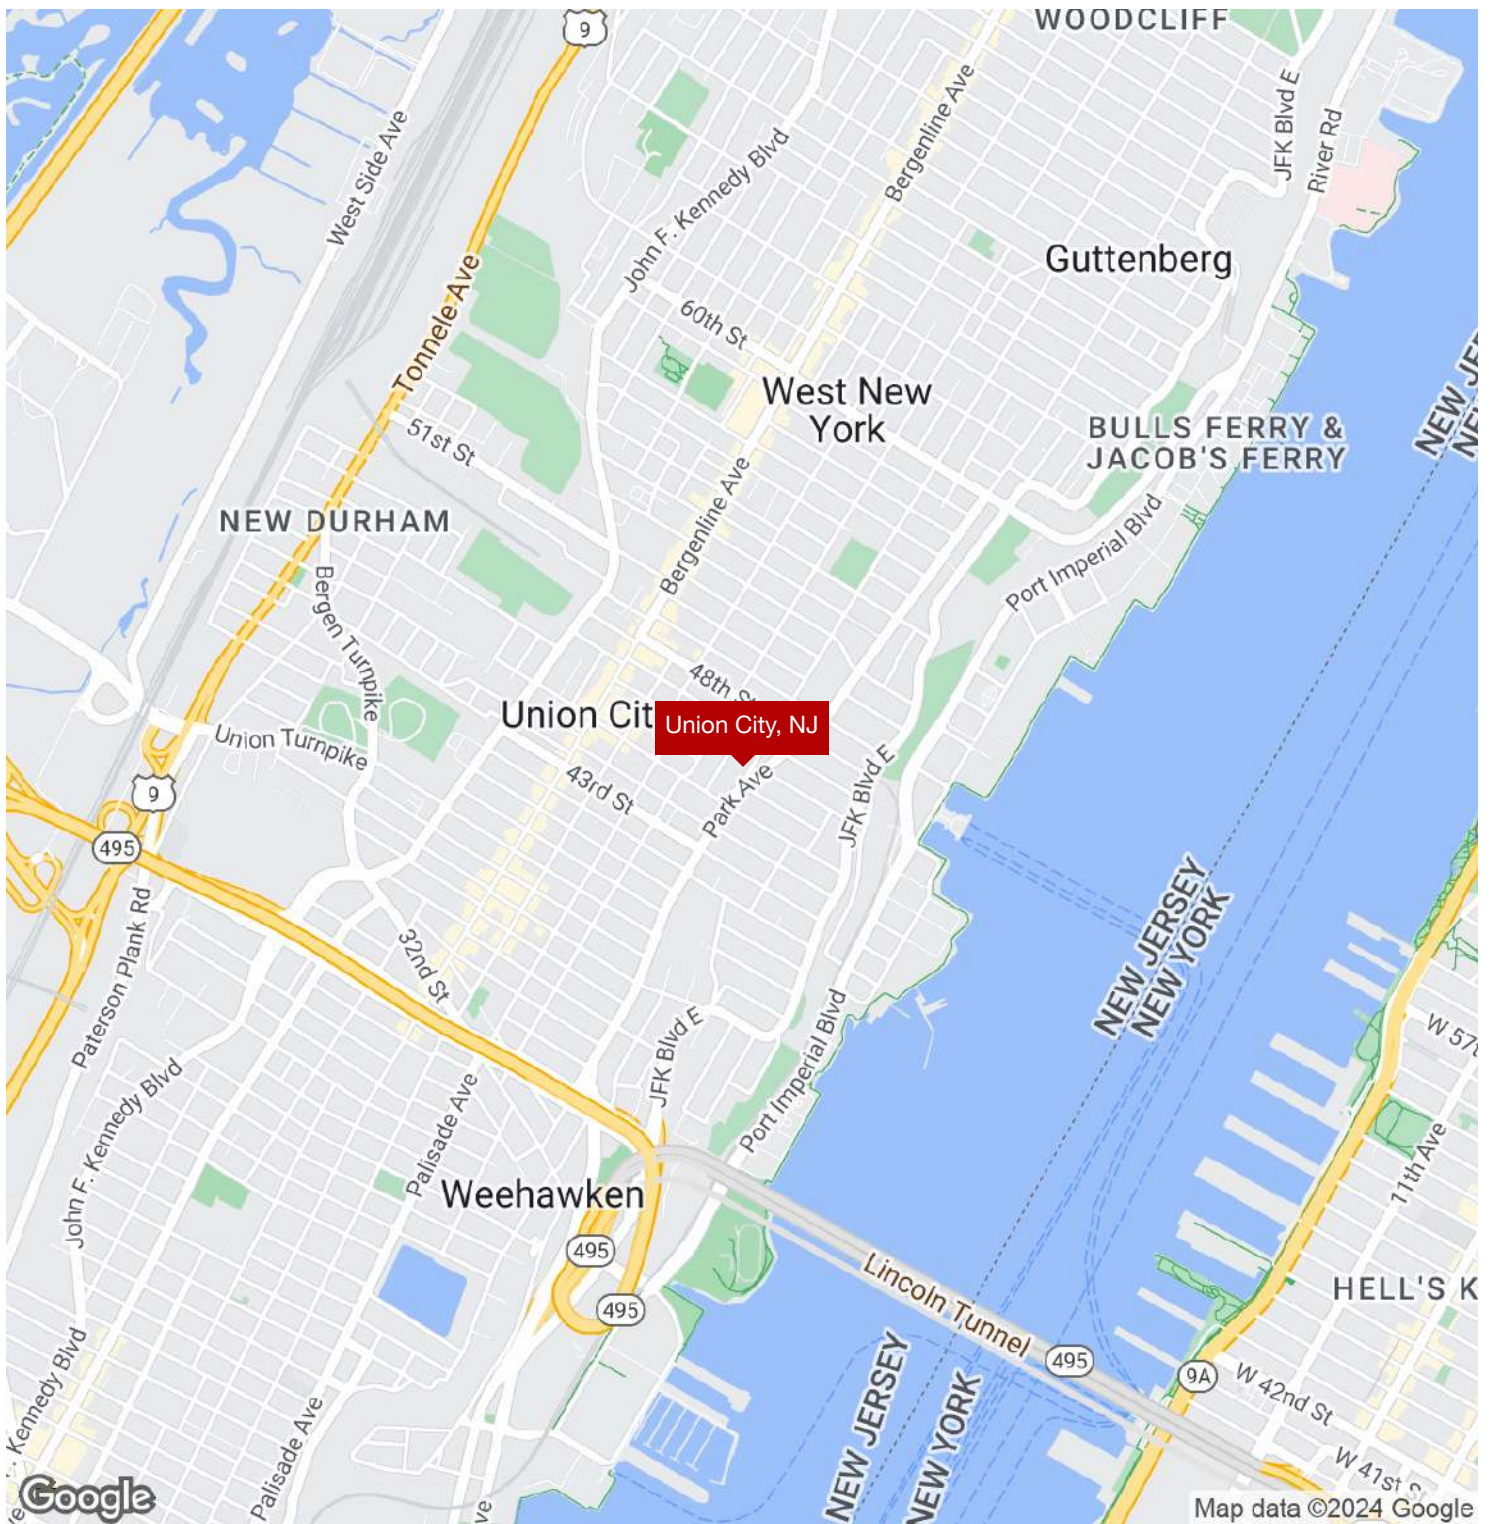 WOODCLIFF
9
JFK Blvd E
River Rd
Bergenline Ave
West Side Ave
John F. Kennedy Blvd
Guttenberg
Tonnele Ave
60th St
West New
York
BULLS FERRY &
JACOB'S FERRY
51st St
NEW DURHAM
Bergenline Ave
Port Imperial Blvd
Bergen Turnpike
48th St
Union Cit
Union City, NJ
Union Turnpike
43rd St
Park Ave
JFK Blvd E
9
495
Paterson Plank Rd
32nd St
NEW JERSEY
NEW YORK
JFK Blvd E
Port Imperial Blvd
W 57t
John F. Kennedy Blvd
Palisade Ave
11th Ave
Weehawken
495
495
Lincoln Tunnel
495
HELL'S K
9A
W 42nd St
W 41st S
NEW JERSEY
NEW YORK
Kennedy Blvd
Palisade Ave
ve
Google
Map data ©2024 Google